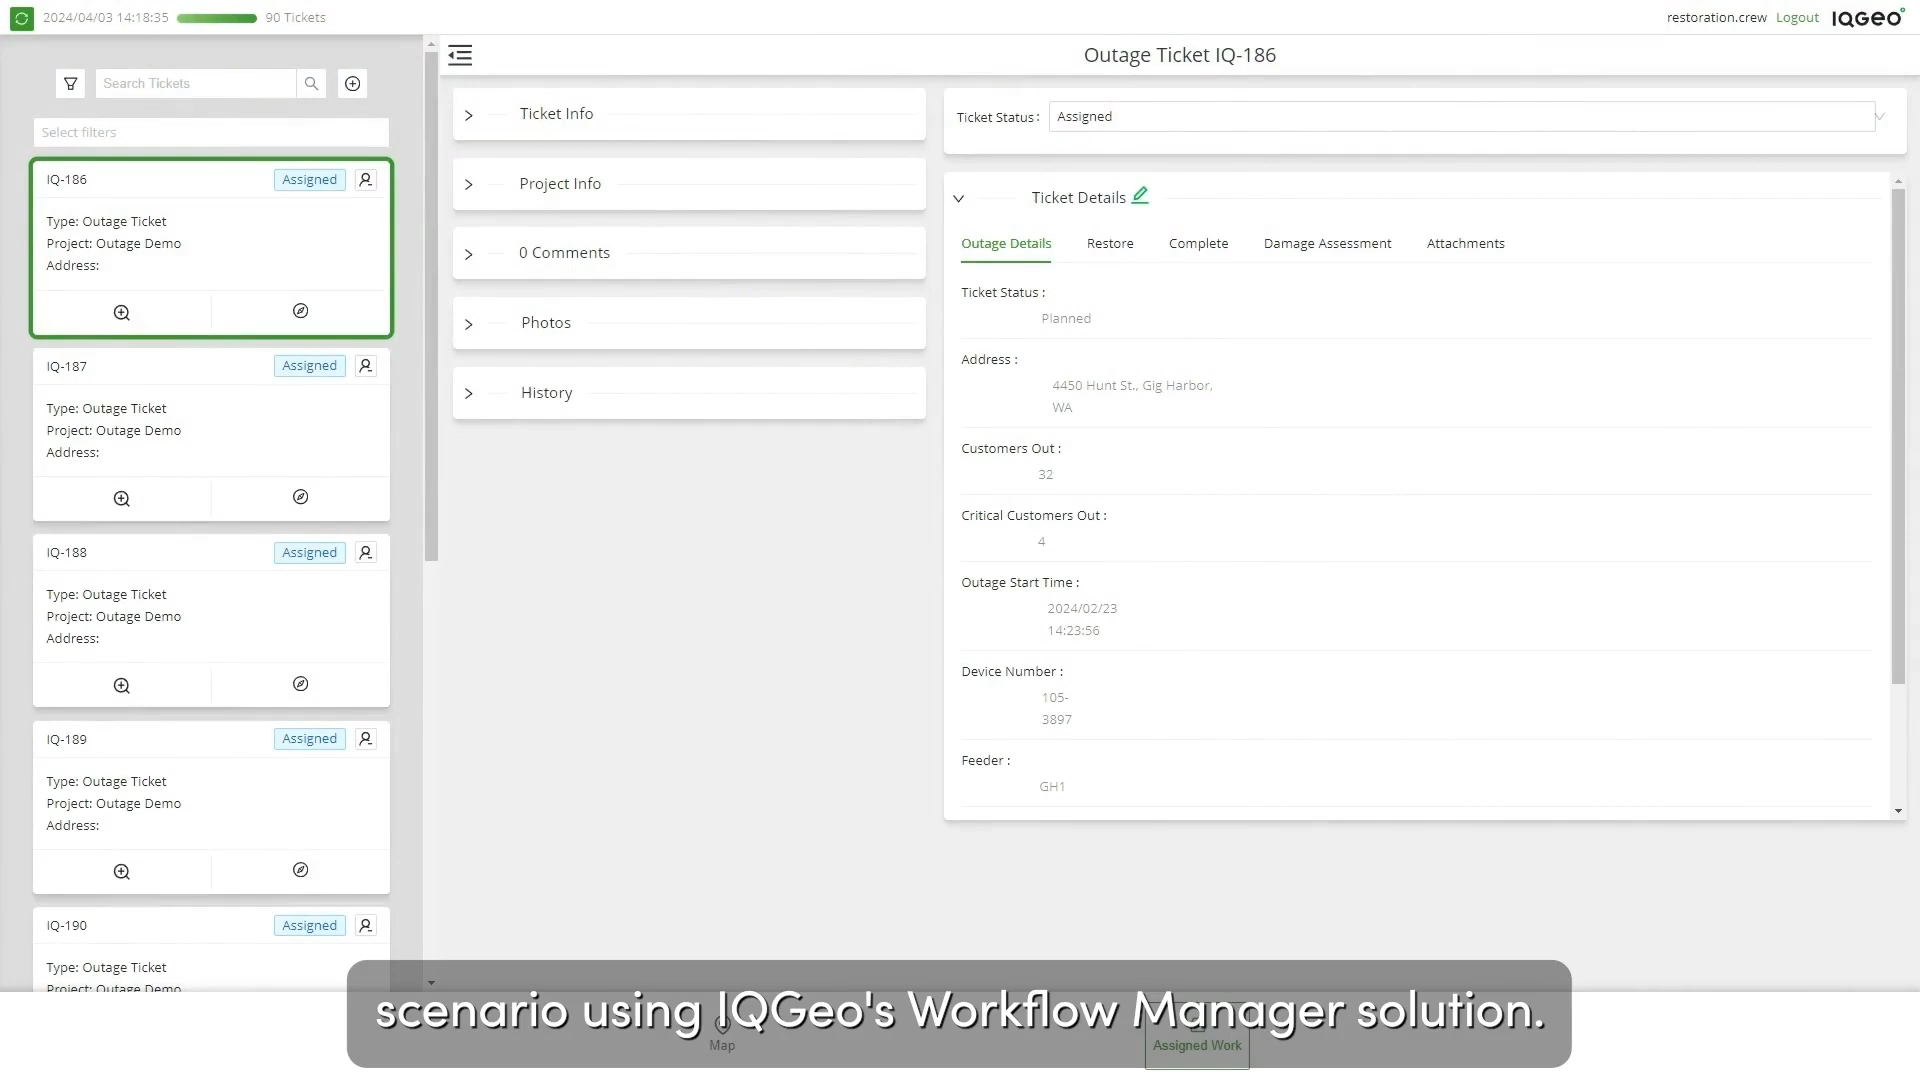 2024/04/03 14:18:35
90 Tickets
restoration.crew
Logout
IQGeo
Outage Ticket IQ-186
Search Tickets
Select filters
IQ-186
Assigned
Type: Outage Ticket
Project: Outage Demo
Address:
IQ-187
Assigned
Type: Outage Ticket
Project: Outage Demo
Address:
IQ-188
Assigned
Type: Outage Ticket
Project: Outage Demo
Address:
IQ-189
Assigned
Type: Outage Ticket
Project: Outage Demo
Address:
IQ-190
Assigned
Type: Outage Ticket
Project: Outage Demo
Ticket Info
Project Info
0 Comments
Photos
History
Ticket Status:
Assigned
Ticket Details
Outage Details
Restore
Complete
Damage Assessment
Attachments
Ticket Status :
Planned
Address :
4450 Hunt St., Gig Harbor,
WA
Customers Out :
32
Critical Customers Out :
4
Outage Start Time :
2024/02/23
14:23:56
Device Number :
105-
3897
Feeder :
GH1
scenario using IQGeo's Workflow Manager solution.
Map
Assigned Work